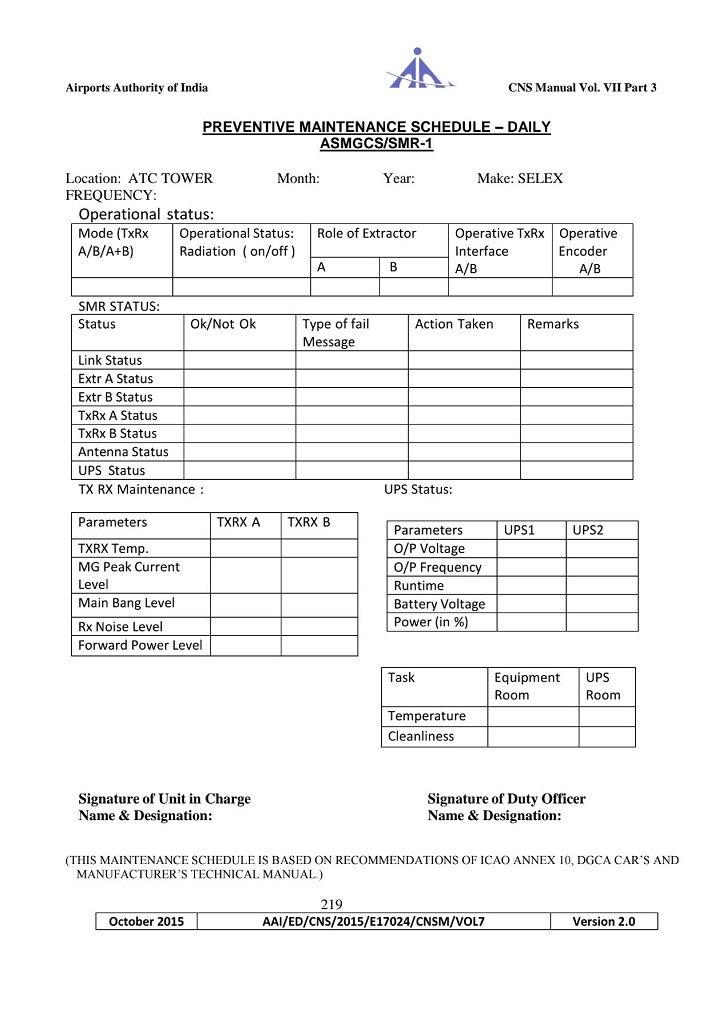 Airports Authority of India CNS Manual Vol. VII Part 3
PREVENTIVE MAINTENANCE SCHEDULE – DAILY
ASMGCS/SMR-1
Location: ATC TOWER Month: Year: Make: SELEX
FREQUENCY:
Operational status:
Mode (TxRx A/B/A+B) Operational Status: Radiation ( on/off ) Role of Extractor Operative TxRx Interface A/B Operative Encoder A/B
A B
SMR STATUS:
Status Ok/Not Ok Type of fail Message Action Taken Remarks
Link Status
Extr A Status
Extr B Status
TxRx A Status
TxRx B Status
Antenna Status
UPS Status
TX RX Maintenance : UPS Status:
Parameters TXRX A TXRX B
TXRX Temp.
MG Peak Current
Level
Main Bang Level
Rx Noise Level
Forward Power Level
Parameters UPS1 UPS2
O/P Voltage
O/P Frequency
Runtime
Battery Voltage
Power (in %)
Task Equipment Room UPS Room
Temperature
Cleanliness
Signature of Unit in Charge Signature of Duty Officer
Name & Designation: Name & Designation:
(THIS MAINTENANCE SCHEDULE IS BASED ON RECOMMENDATIONS OF ICAO ANNEX 10, DGCA CAR'S AND
MANUFACTURER'S TECHNICAL MANUAL.)
219
October 2015 AAI/ED/CNS/2015/E17024/CNSM/VOL7 Version 2.0